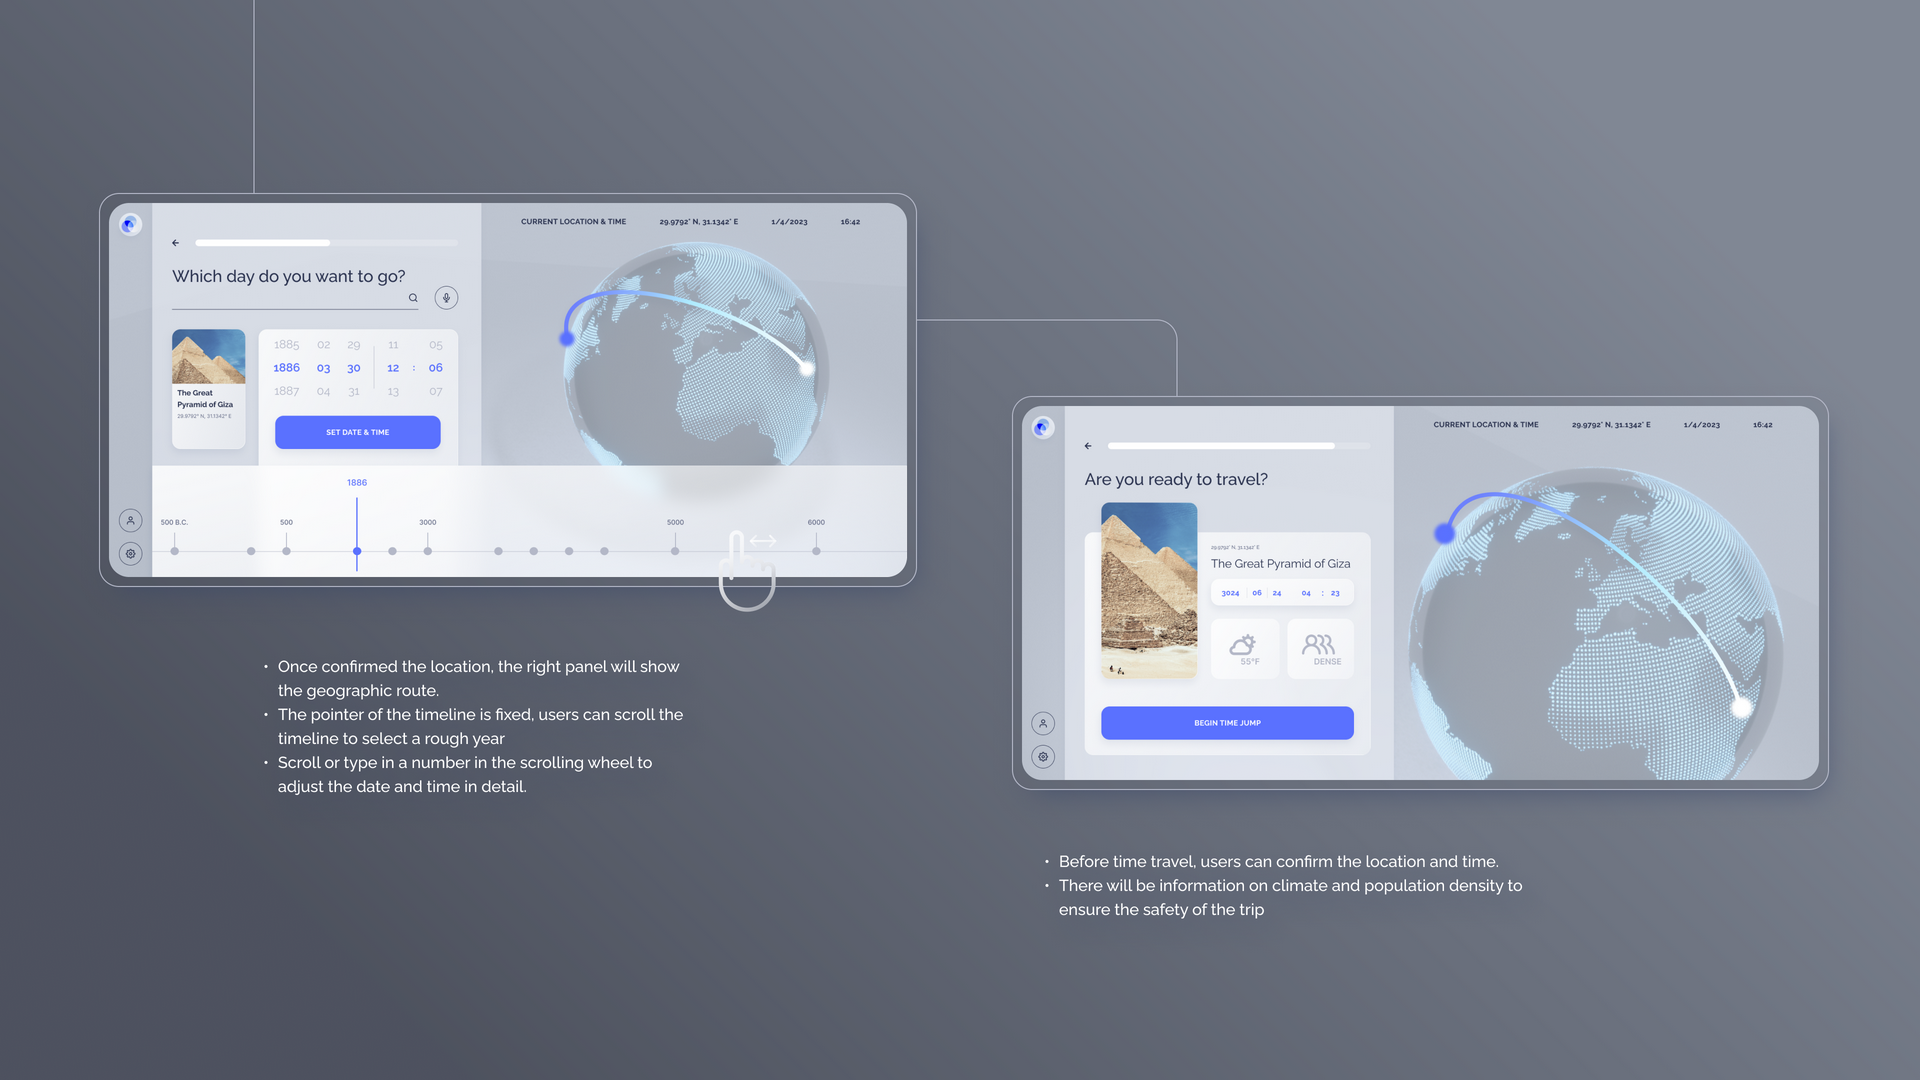 CURRENT LOCATION & TIME 29.9792° N, 31.1342° E 1/4/2023 16:42
Which day do you want to go?
1885 02 29 11 05
1886 03 30 12 : 06
1887 04 31 13 07
The Great
Pyramid of Giza
29.9792° N, 31.1342° E
SET DATE & TIME
1886
500 B.C. 500 3000 5000 6000
• Once confirmed the location, the right panel will show
the geographic route.
• The pointer of the timeline is fixed, users can scroll the
timeline to select a rough year
• Scroll or type in a number in the scrolling wheel to
adjust the date and time in detail.
CURRENT LOCATION & TIME 29.9792° N, 31.1342° E 1/4/2023 16:42
Are you ready to travel?
29.9792° N, 31.1342° E
The Great Pyramid of Giza
3024 06 24 04 : 23
55°F DENSE
BEGIN TIME JUMP
• Before time travel, users can confirm the location and time.
• There will be information on climate and population density to
ensure the safety of the trip